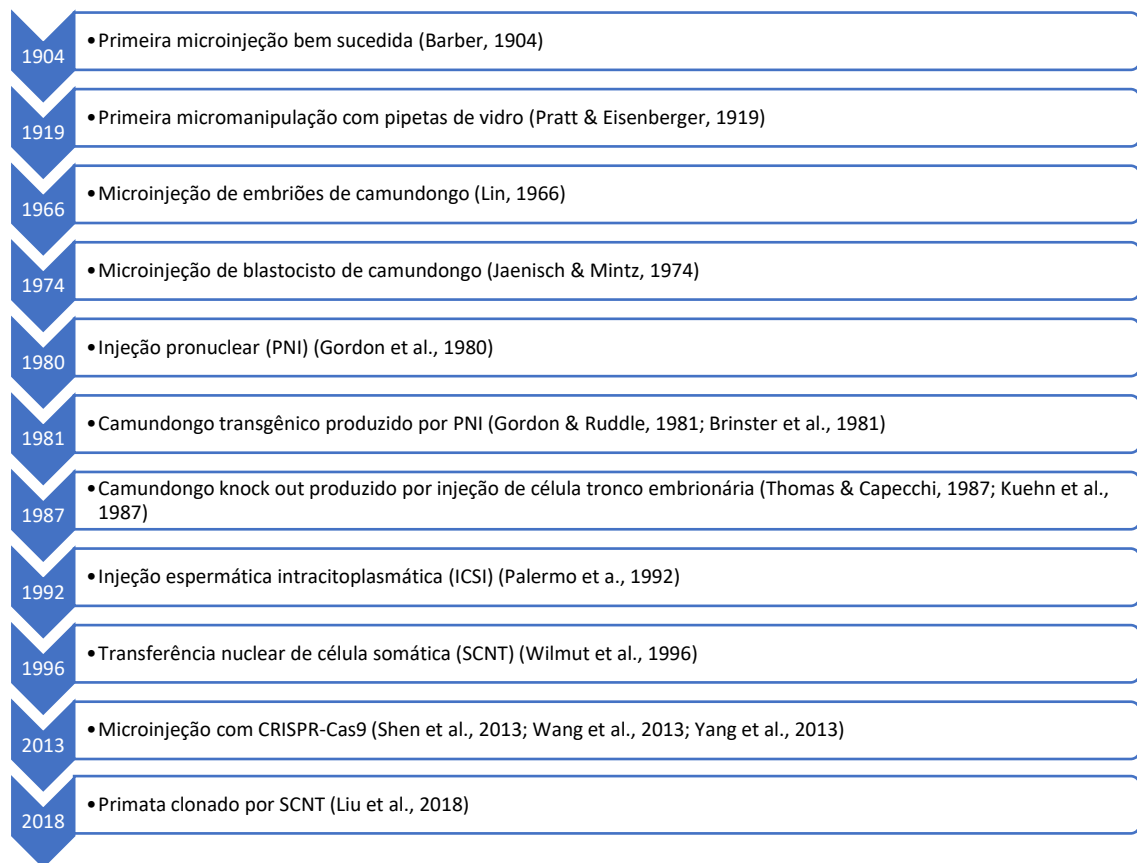 1904
•Primeira microinjeção bem sucedida (Barber, 1904)
1919
•Primeira micromanipulação com pipetas de vidro (Pratt & Eisenberger, 1919)
1966
•Microinjeção de embriões de camundongo (Lin, 1966)
1974
•Microinjeção de blastocisto de camundongo (Jaenisch & Mintz, 1974)
1980
•Injeção pronuclear (PNI) (Gordon et al., 1980)
1981
•Camundongo transgênico produzido por PNI (Gordon & Ruddle, 1981; Brinster et al., 1981)
1987
•Camundongo knock out produzido por injeção de célula tronco embrionária (Thomas & Capecchi, 1987; Kuehn et al.,
1987)
1992
•Injeção espermática intracitoplasmática (ICSI) (Palermo et a., 1992)
1996
•Transferência nuclear de célula somática (SCNT) (Wilmut et al., 1996)
2013
•Microinjeção com CRISPR-Cas9 (Shen et al., 2013; Wang et al., 2013; Yang et al., 2013)
2018
•Primata clonado por SCNT (Liu et al., 2018)